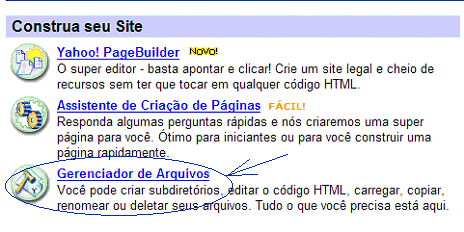 Construa seu Site
Yahoo! PageBuilder NOVO!
O super editor - basta apontar e clicar! Crie um site legal e cheio de
recursos sem ter que tocar em qualquer código HTML.
Assistente de Criação de Páginas FÁCIL!
Responda algumas perguntas rápidas e nós criaremos uma super
página para você. Ótimo para iniciantes ou para você construir uma
página rapidamente.
Gerenciador de Arquivos
Você pode criar subdiretórios, editar o código HTML, carregar, copiar,
renomear ou deletar seus arquivos. Tudo o que você precisa está aqui.